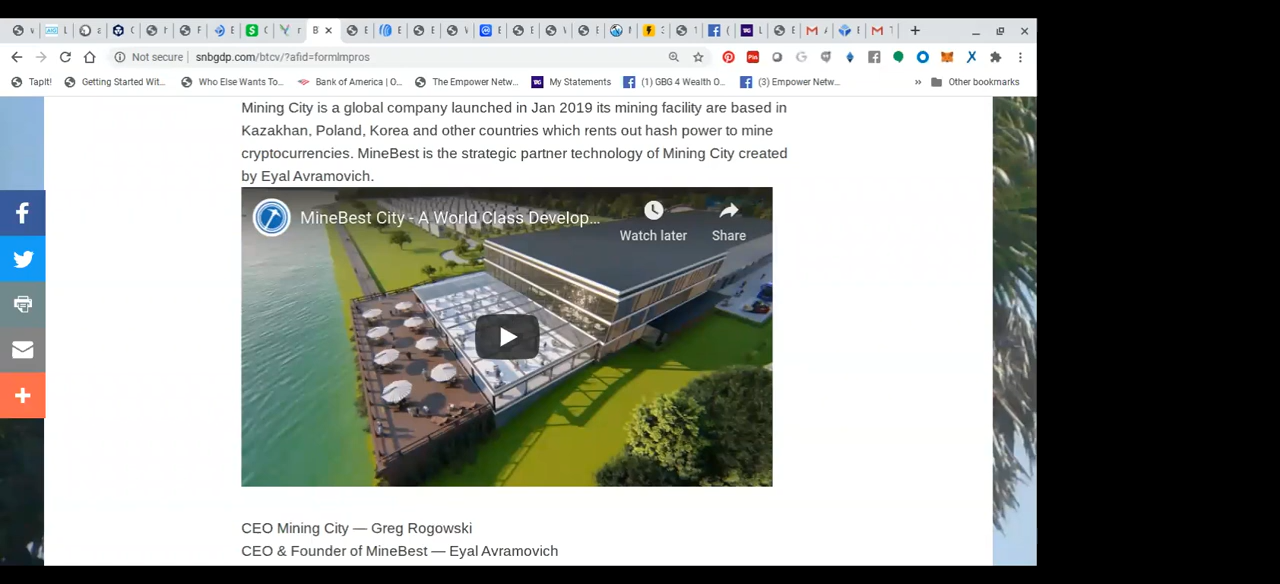 Not secure snbgdp.com/btcv/?afid=formlmpros
TapIt! Getting Started Wit... Who Else Wants To... Bank of America | O... The Empower Netw... My Statements (1) GBG 4 Wealth O... (3) Empower Netw... » Other bookmarks
Mining City is a global company launched in Jan 2019 its mining facility are based in
Kazakhan, Poland, Korea and other countries which rents out hash power to mine
cryptocurrencies. MineBest is the strategic partner technology of Mining City created
by Eyal Avramovich.
MineBest City - A World Class Develop...
Watch later Share
CEO Mining City — Greg Rogowski
CEO & Founder of MineBest — Eyal Avramovich